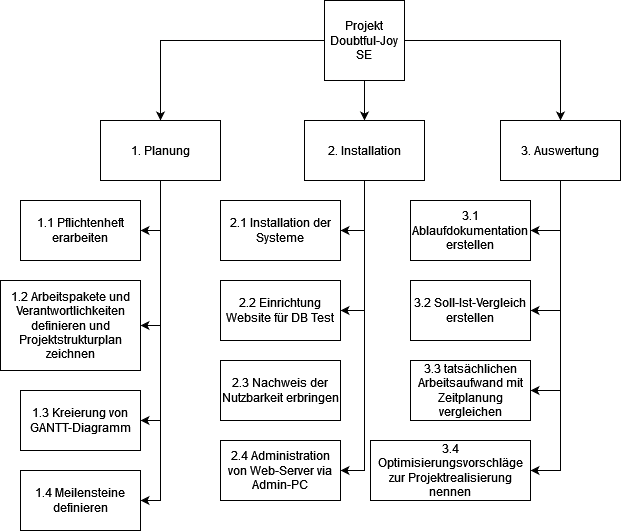 Projekt
Doubtful-Joy
SE
1. Planung
2. Installation
3. Auswertung
1.1 Pflichtenheft
erarbeiten
1.2 Arbeitspakete und
Verantwortlichkeiten
definieren und
Projektstrukturplan
zeichnen
1.3 Kreierung von
GANTT-Diagramm
1.4 Meilensteine
definieren
2.1 Installation der
Systeme
2.2 Einrichtung
Website für DB Test
2.3 Nachweis der
Nutzbarkeit erbringen
2.4 Administration
von Web-Server via
Admin-PC
3.1
Ablaufdokumentation
erstellen
3.2 Soll-Ist-Vergleich
erstellen
3.3 tatsächlichen
Arbeitsaufwand mit
Zeitplanung
vergleichen
3.4
Optimisierungsvorschläge
zur Projektrealisierung
nennen